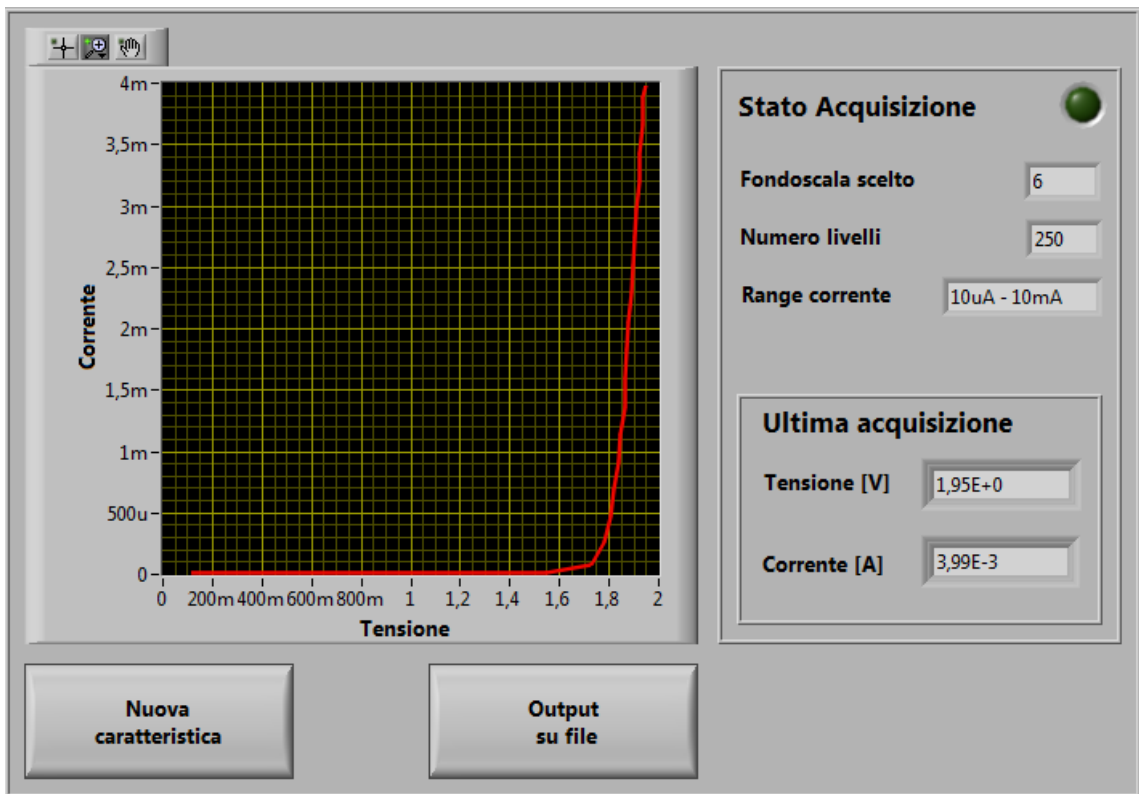 4m
3,5m
3m
2,5m
2m
1,5m
1m
500u
0
Corrente
0 200m 400m 600m 800m 1 1,2 1,4 1,6 1,8 2
Tensione
Stato Acquisizione
Fondoscala scelto 6
Numero livelli 250
Range corrente 10uA - 10mA
Ultima acquisizione
Tensione [V] 1,95E+0
Corrente [A] 3,99E-3
Nuova
caratteristica
Output
su file